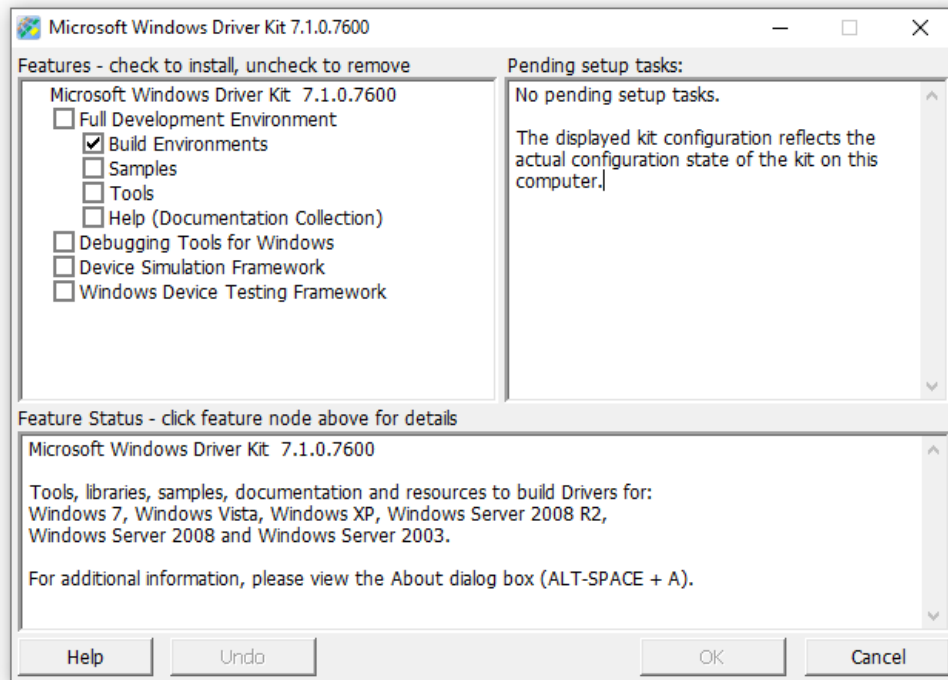 Microsoft Windows Driver Kit 7.1.0.7600
Features - check to install, uncheck to remove
Microsoft Windows Driver Kit 7.1.0.7600
Full Development Environment
Build Environments
Samples
Tools
Help (Documentation Collection)
Debugging Tools for Windows
Device Simulation Framework
Windows Device Testing Framework
Pending setup tasks:
No pending setup tasks.
The displayed kit configuration reflects the
actual configuration state of the kit on this
computer.
Feature Status - click feature node above for details
Microsoft Windows Driver Kit 7.1.0.7600
Tools, libraries, samples, documentation and resources to build Drivers for:
Windows 7, Windows Vista, Windows XP, Windows Server 2008 R2,
Windows Server 2008 and Windows Server 2003.
For additional information, please view the About dialog box (ALT-SPACE + A).
Help
Undo
OK
Cancel